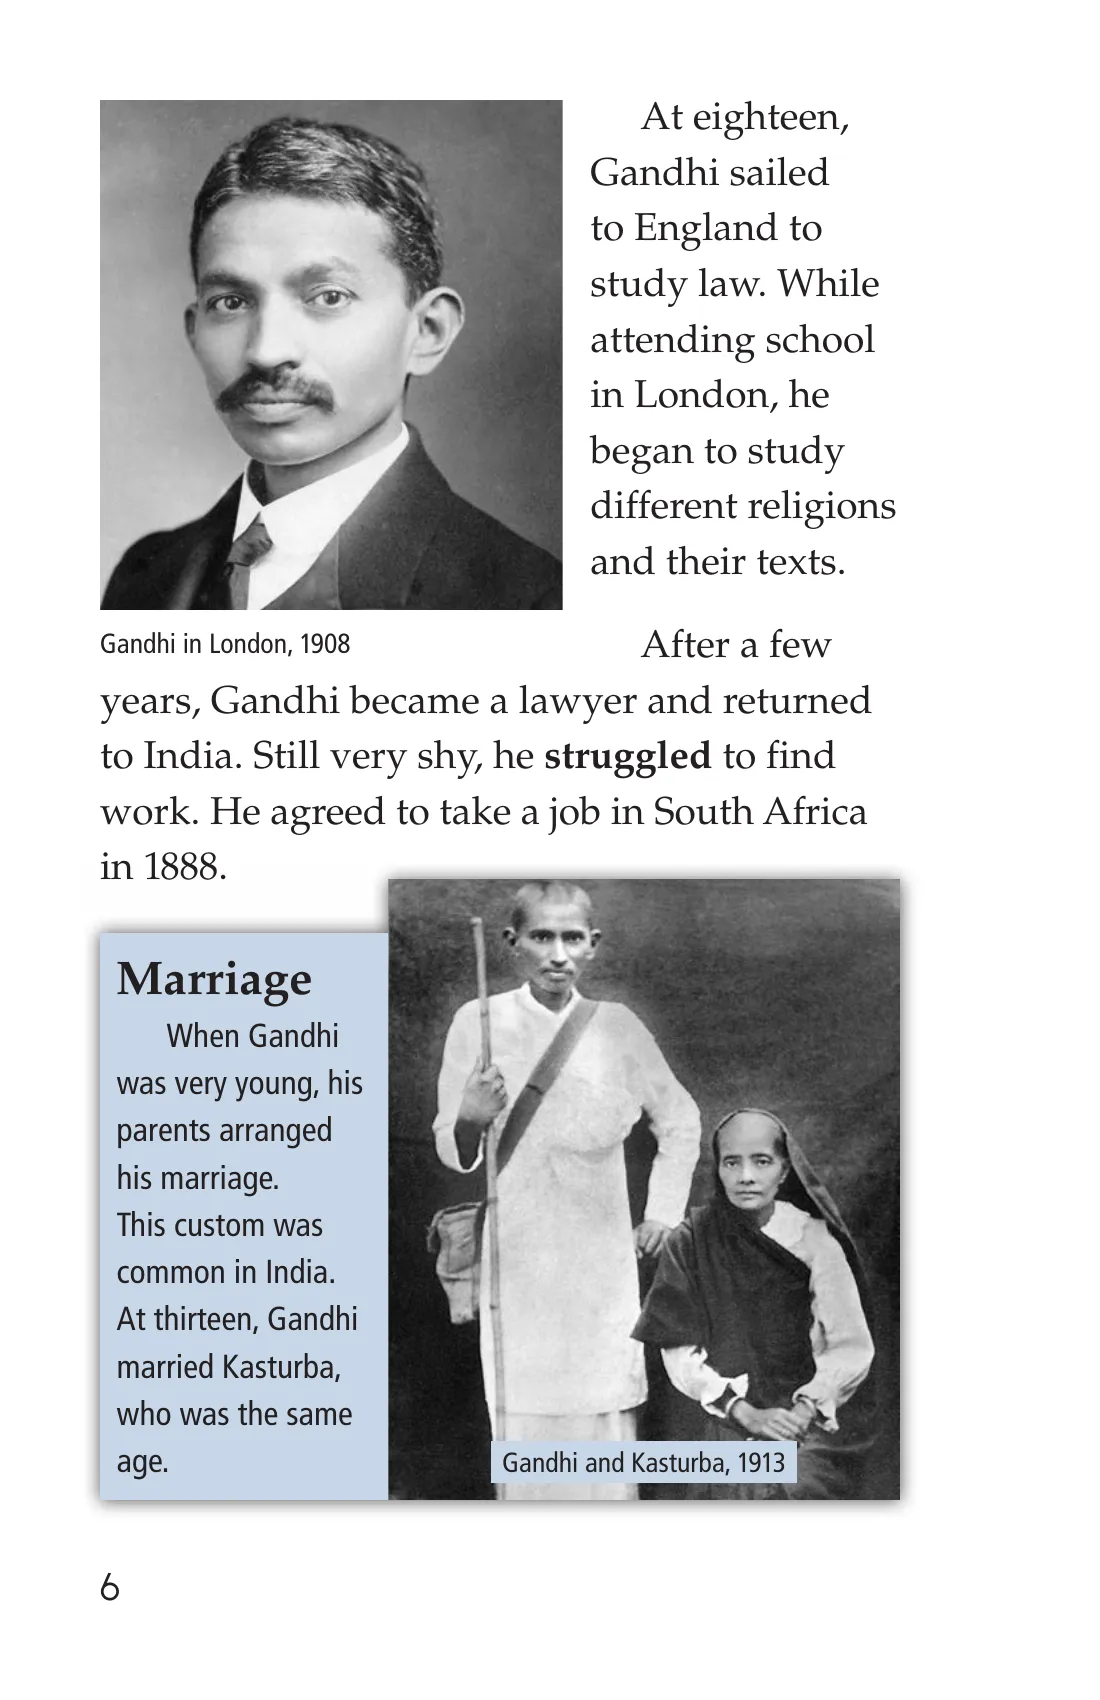 At eighteen,
Gandhi sailed
to England to
study law. While
attending school
in London, he
began to study
different religions
and their texts.
Gandhi in London, 1908
After a few
years, Gandhi became a lawyer and returned
to India. Still very shy, he struggled to find
work. He agreed to take a job in South Africa
in 1888.
Marriage
When Gandhi
was very young, his
parents arranged
his marriage.
This custom was
common in India.
At thirteen, Gandhi
married Kasturba,
who was the same
age.
Gandhi and Kasturba, 1913
6